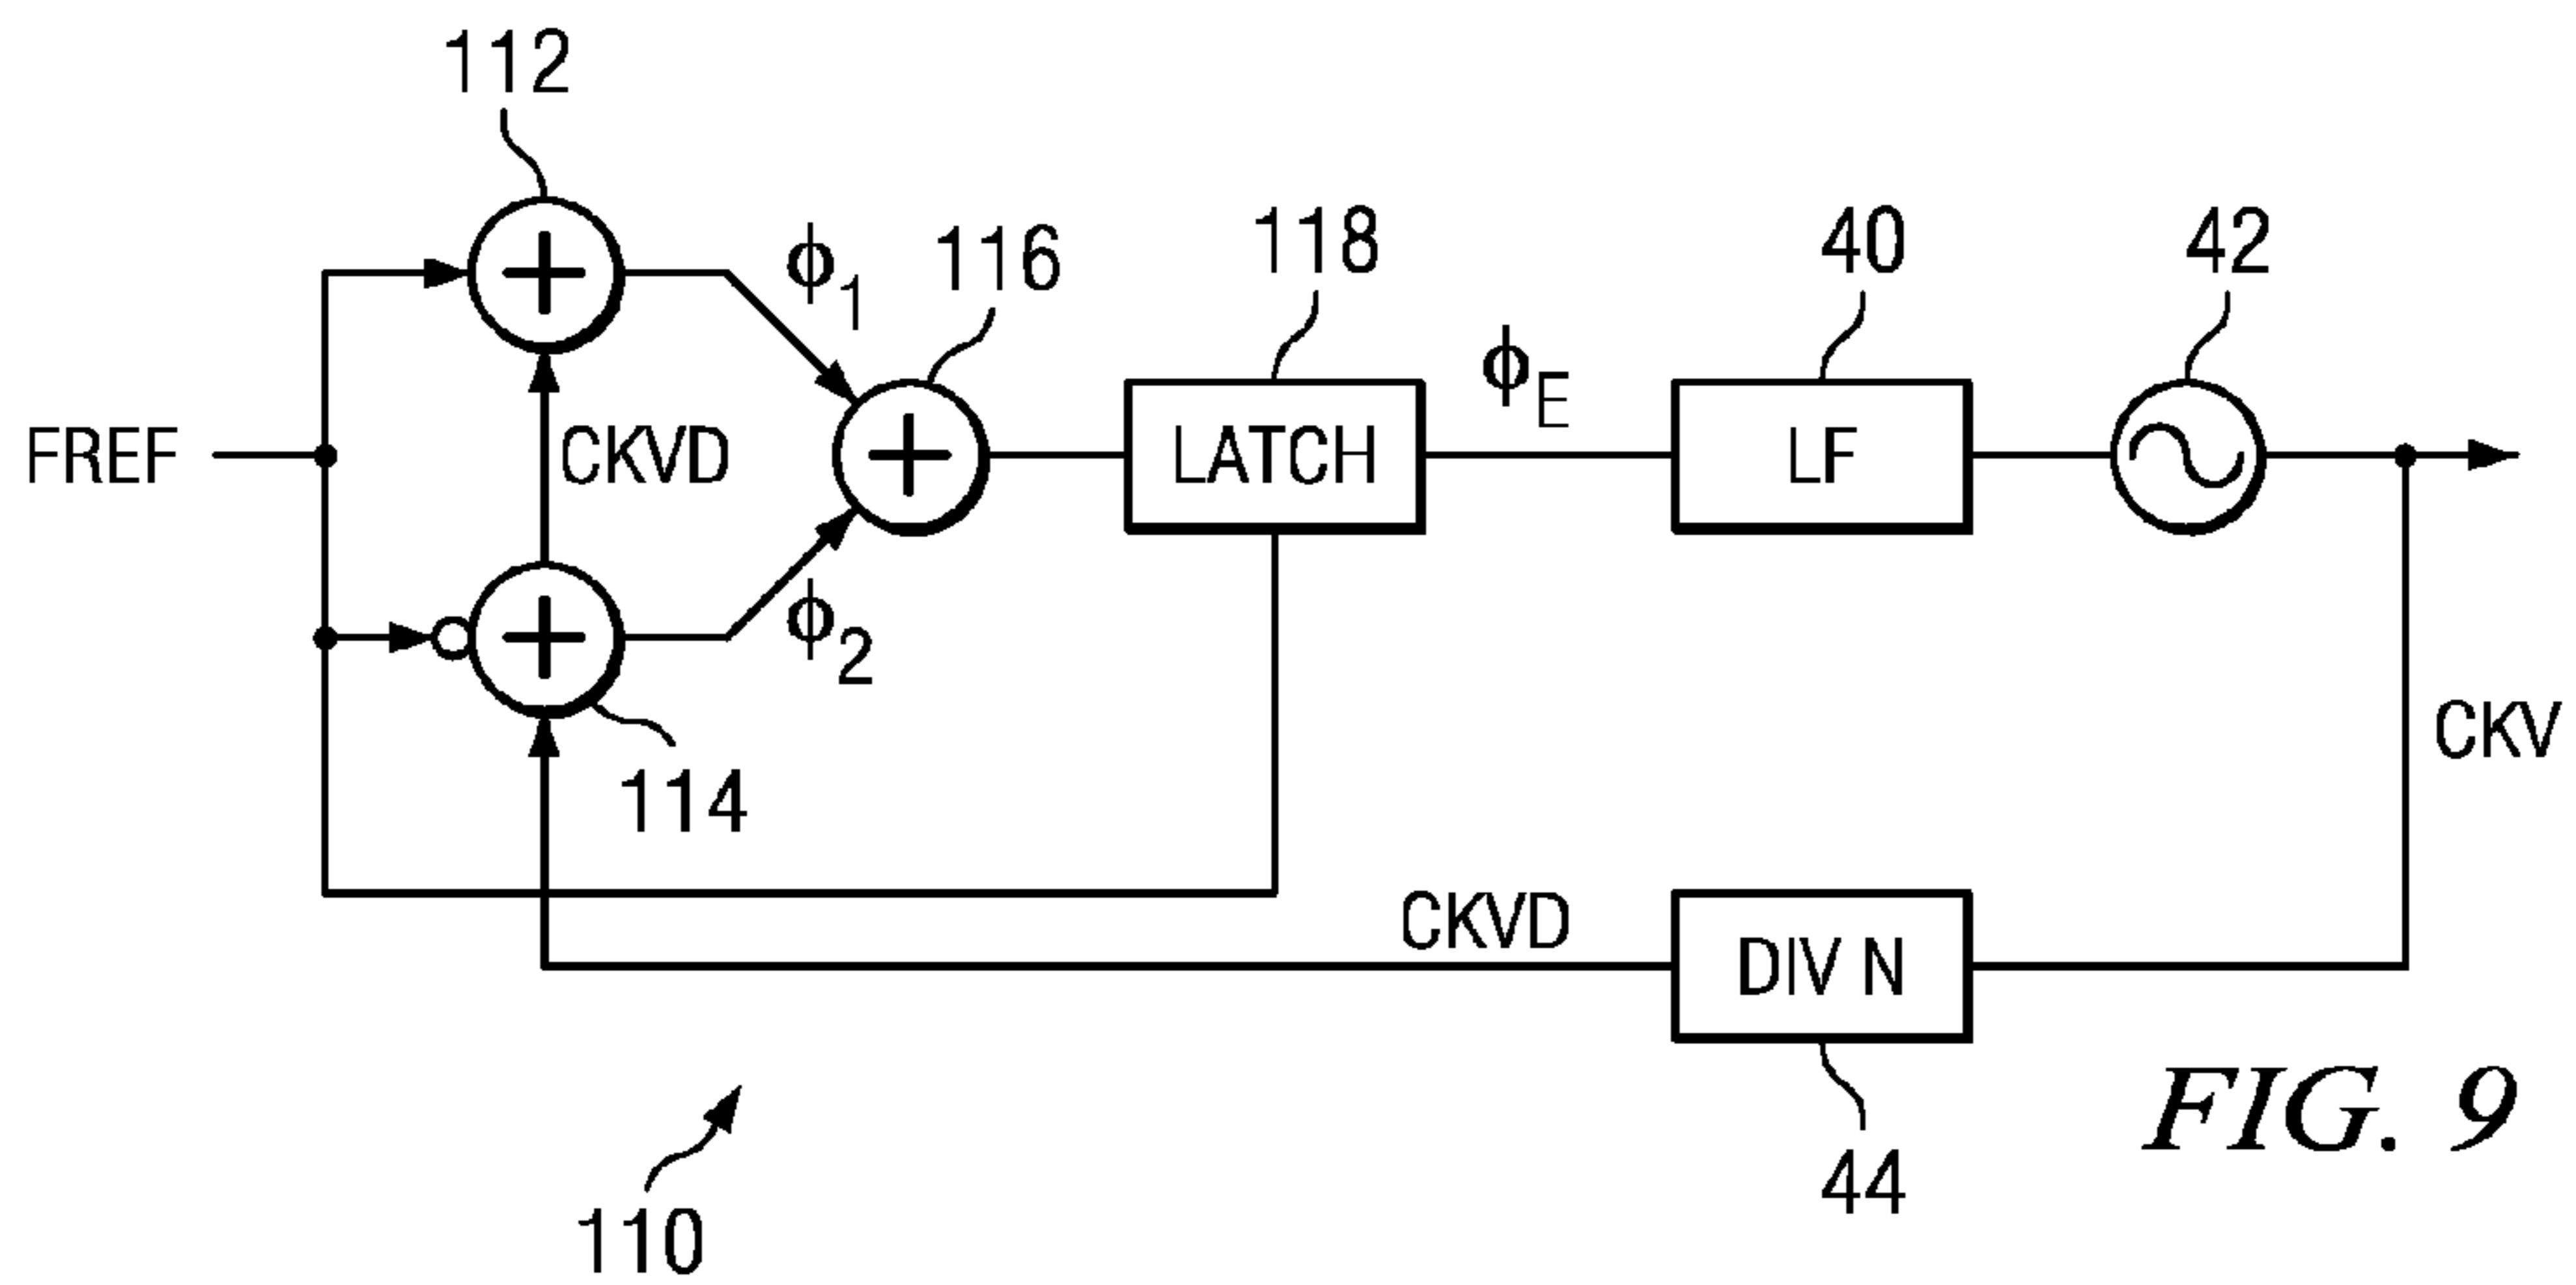 112
ϕ1
116
118
40
42
ϕE
FREF
CKVD
LATCH
LF
ϕ2
CKV
114
CKVD
DIV N
FIG. 9
44
110